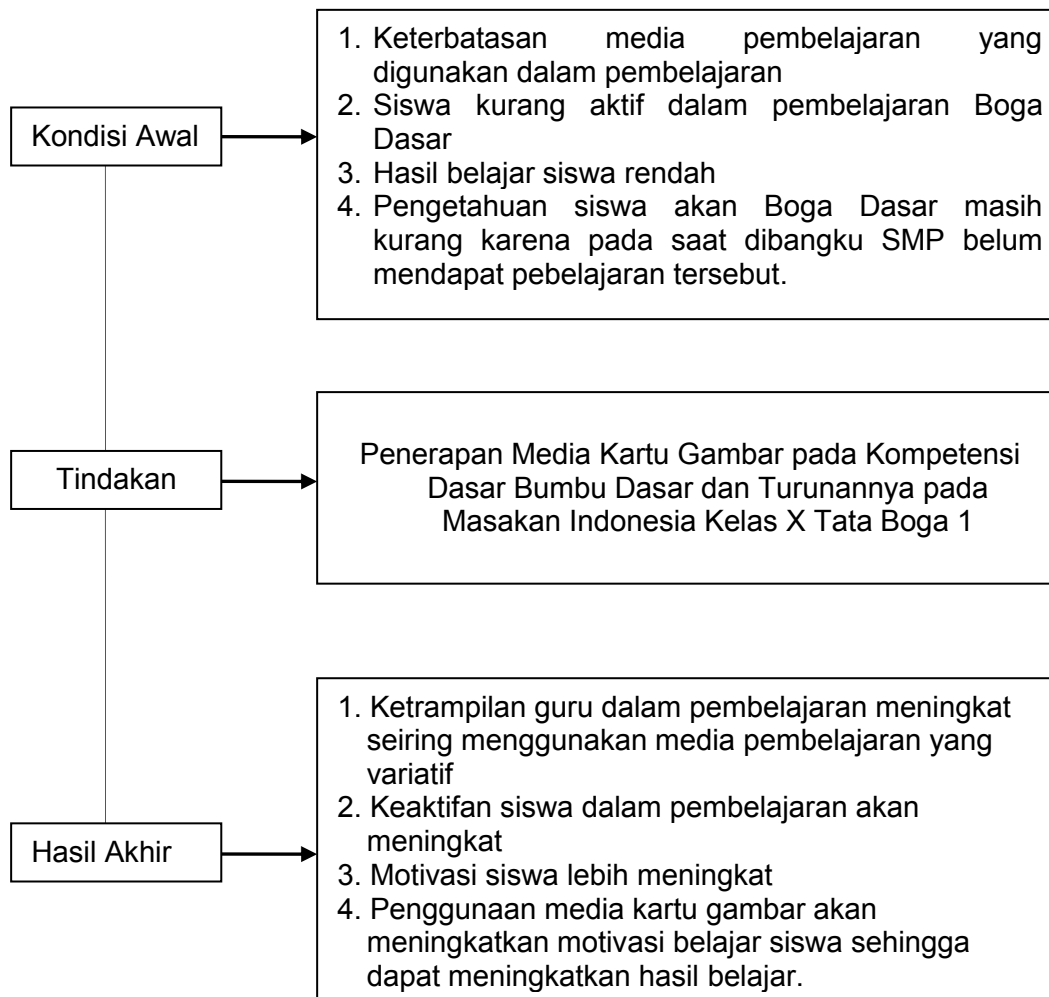 Kondisi Awal
1. Keterbatasan media pembelajaran yang
digunakan dalam pembelajaran
2. Siswa kurang aktif dalam pembelajaran Boga
Dasar
3. Hasil belajar siswa rendah
4. Pengetahuan siswa akan Boga Dasar masih
kurang karena pada saat dibangku SMP belum
mendapat pebelajaran tersebut.
Tindakan
Penerapan Media Kartu Gambar pada Kompetensi
Dasar Bumbu Dasar dan Turunannya pada
Masakan Indonesia Kelas X Tata Boga 1
Hasil Akhir
1. Ketrampilan guru dalam pembelajaran meningkat
seiring menggunakan media pembelajaran yang
variatif
2. Keaktifan siswa dalam pembelajaran akan
meningkat
3. Motivasi siswa lebih meningkat
4. Penggunaan media kartu gambar akan
meningkatkan motivasi belajar siswa sehingga
dapat meningkatkan hasil belajar.